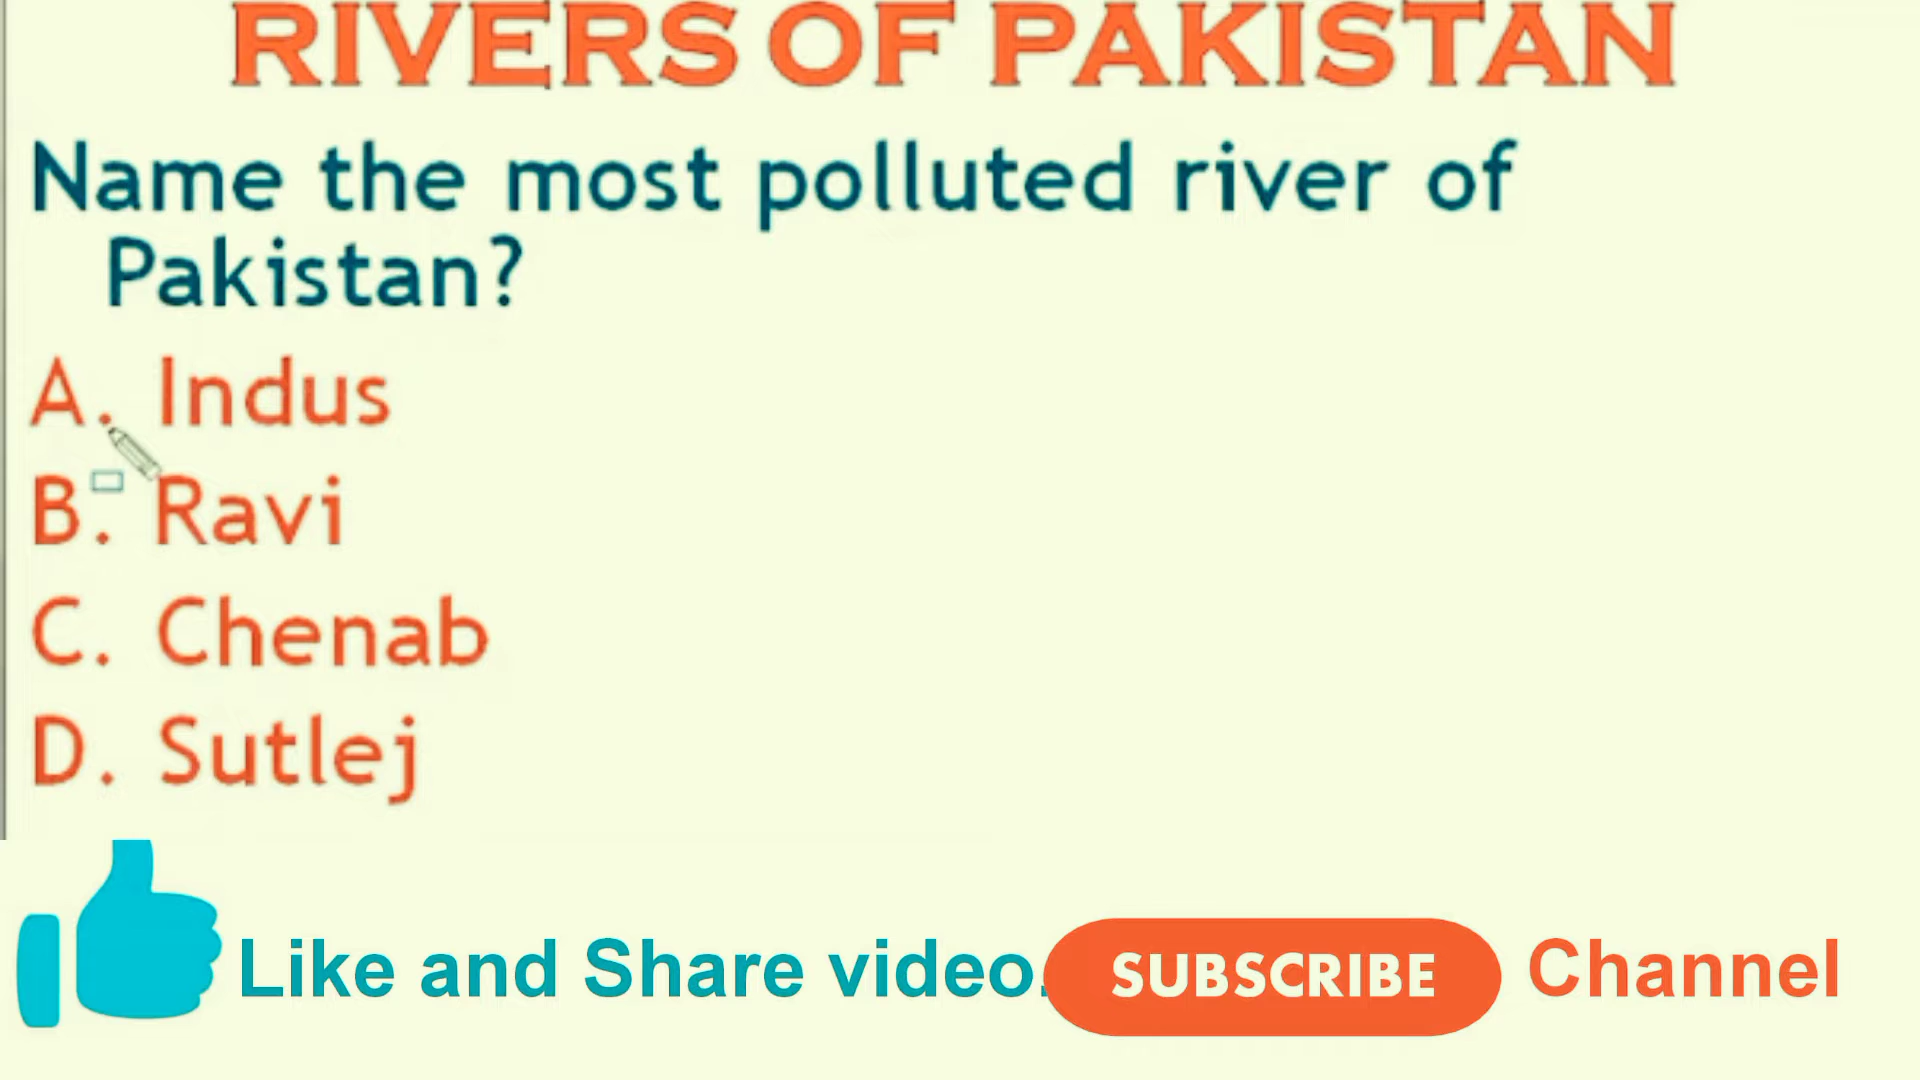 RIVERS OF PAKISTAN
Name the most polluted river of
Pakistan?
A. Indus
B. Ravi
C. Chenab
D. Sutlej
Like and Share video. SUBSCRIBE Channel